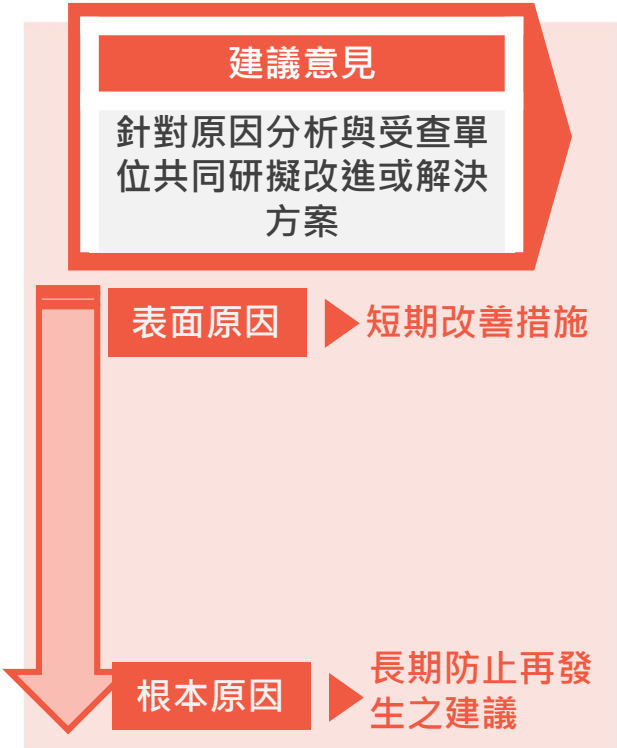 建議意見
針對原因分析與受查單
位共同研擬改進或解決
方案
表面原因
短期改善措施
根本原因
長期防止再發
生之建議